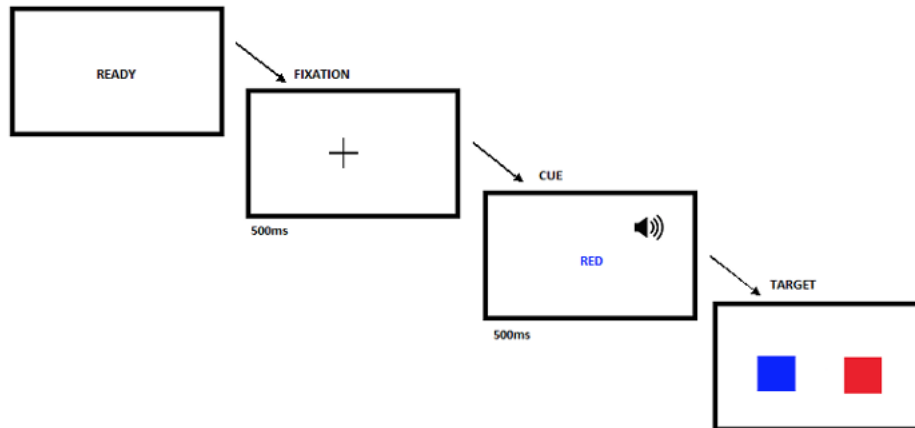 READY
FIXATION
500ms
CUE
RED
500ms
TARGET